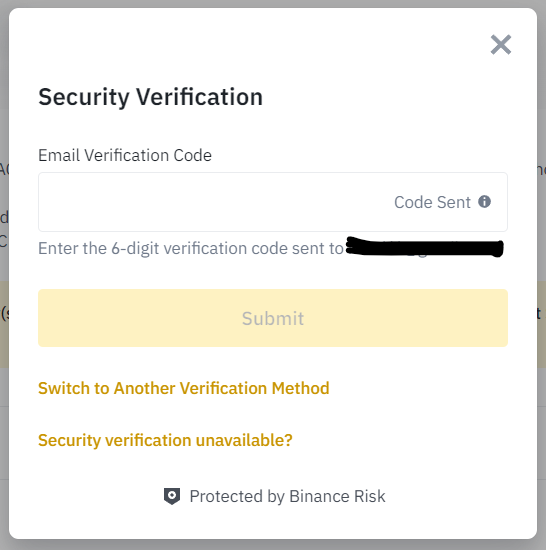 Security Verification
Email Verification Code
Code Sent
Enter the 6-digit verification code sent to
Submit
Switch to Another Verification Method
Security verification unavailable?
Protected by Binance Risk